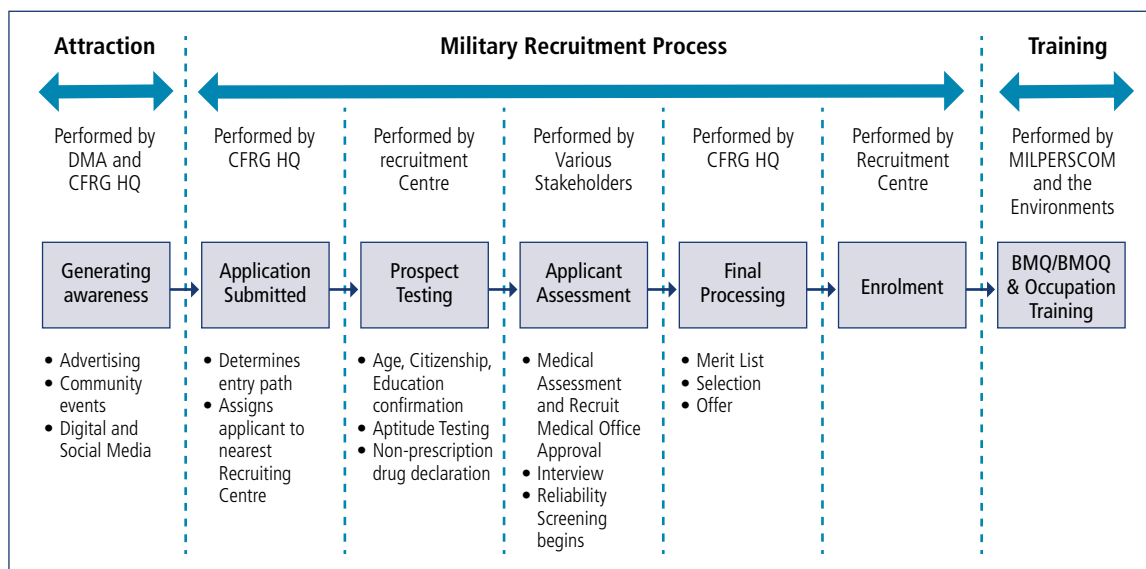 Attraction
Military Recruitment Process
Training
Performed by
DMA and
CFRG HQ
Performed by
CFRG HQ
Performed by
recruitment
Centre
Performed by
Various
Stakeholders
Performed by
CFRG HQ
Performed by
Recruitment
Centre
Performed by
MILPERSCOM
and the
Environments
Generating
awareness
Application
Submitted
Prospect
Testing
Applicant
Assessment
Final
Processing
Enrolment
BMQ/BMOQ
& Occupation
Training
• Advertising
• Community
events
• Digital and
Social Media
• Determines
entry path
• Assigns
applicant to
nearest
Recruiting
Centre
• Age, Citizenship,
Education
confirmation
• Aptitude Testing
• Non-prescription
drug declaration
• Medical
Assessment
and Recruit
Medical Office
Approval
• Interview
• Reliability
Screening
begins
• Merit List
• Selection
• Offer